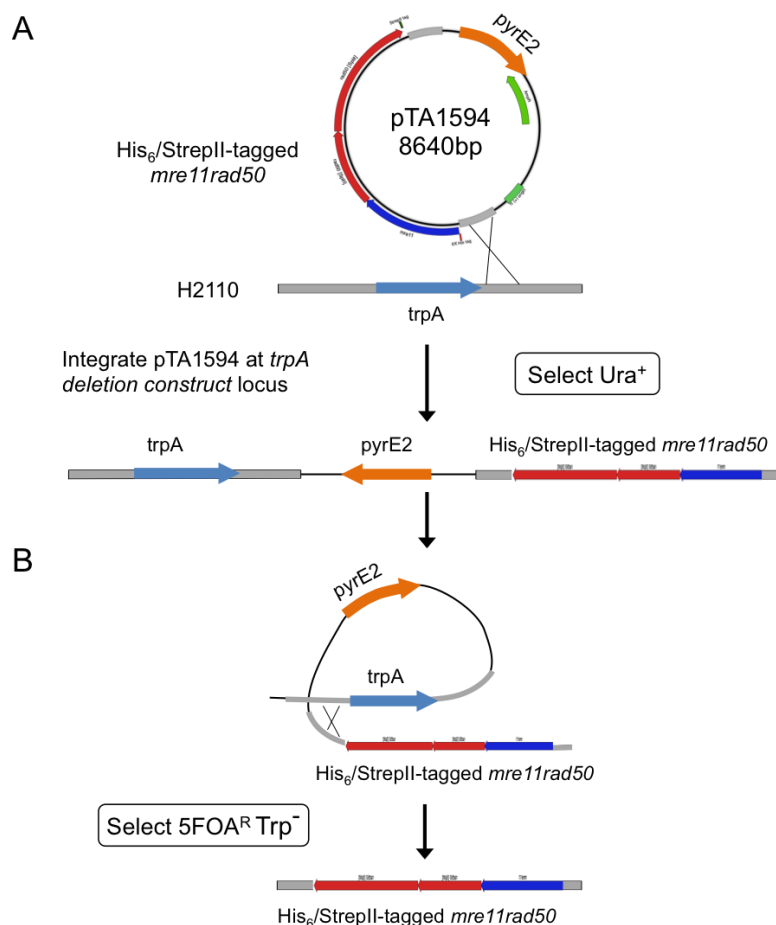 A
pyrE2
pTA1594
8640bp
His₆/StrepII-tagged
mre11rad50
H2110
trpA
Integrate pTA1594 at trpA
deletion construct locus
Select Ura⁺
trpA
pyrE2
His₆/StrepII-tagged mre11rad50
B
pyrE2
trpA
His₆/StrepII-tagged mre11rad50
Select 5FOAᴿ Trp⁻
His₆/StrepII-tagged mre11rad50